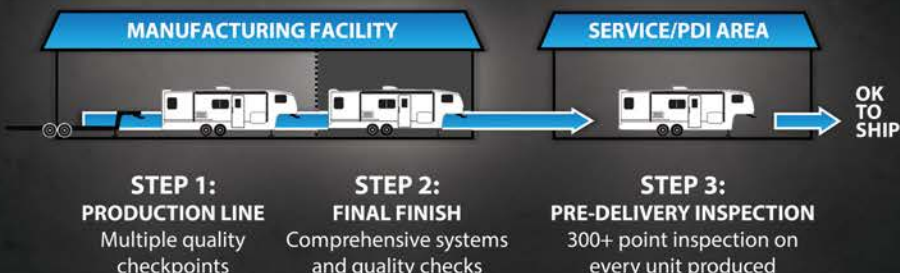 MANUFACTURING FACILITY
SERVICE/PDI AREA
OK
TO
SHIP
STEP 1:
PRODUCTION LINE
Multiple quality
checkpoints
STEP 2:
FINAL FINISH
Comprehensive systems
and quality checks
STEP 3:
PRE-DELIVERY INSPECTION
300+ point inspection on
every unit produced